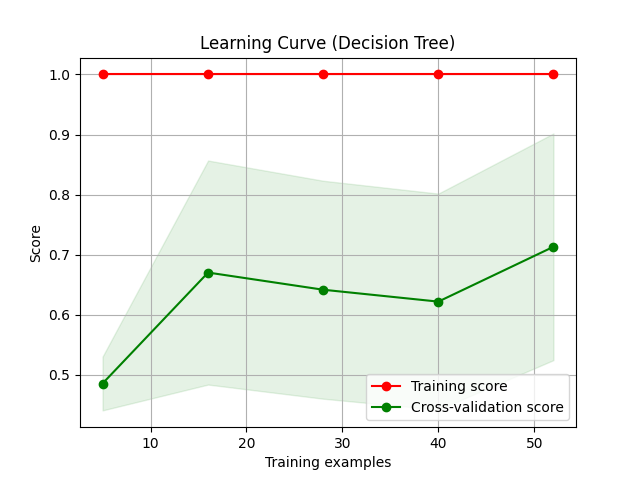 Learning Curve (Decision Tree)
1.0
0.9
0.8
0.7
0.6
0.5
Score
10 20 30 40 50
Training examples
Training score
Cross-validation score